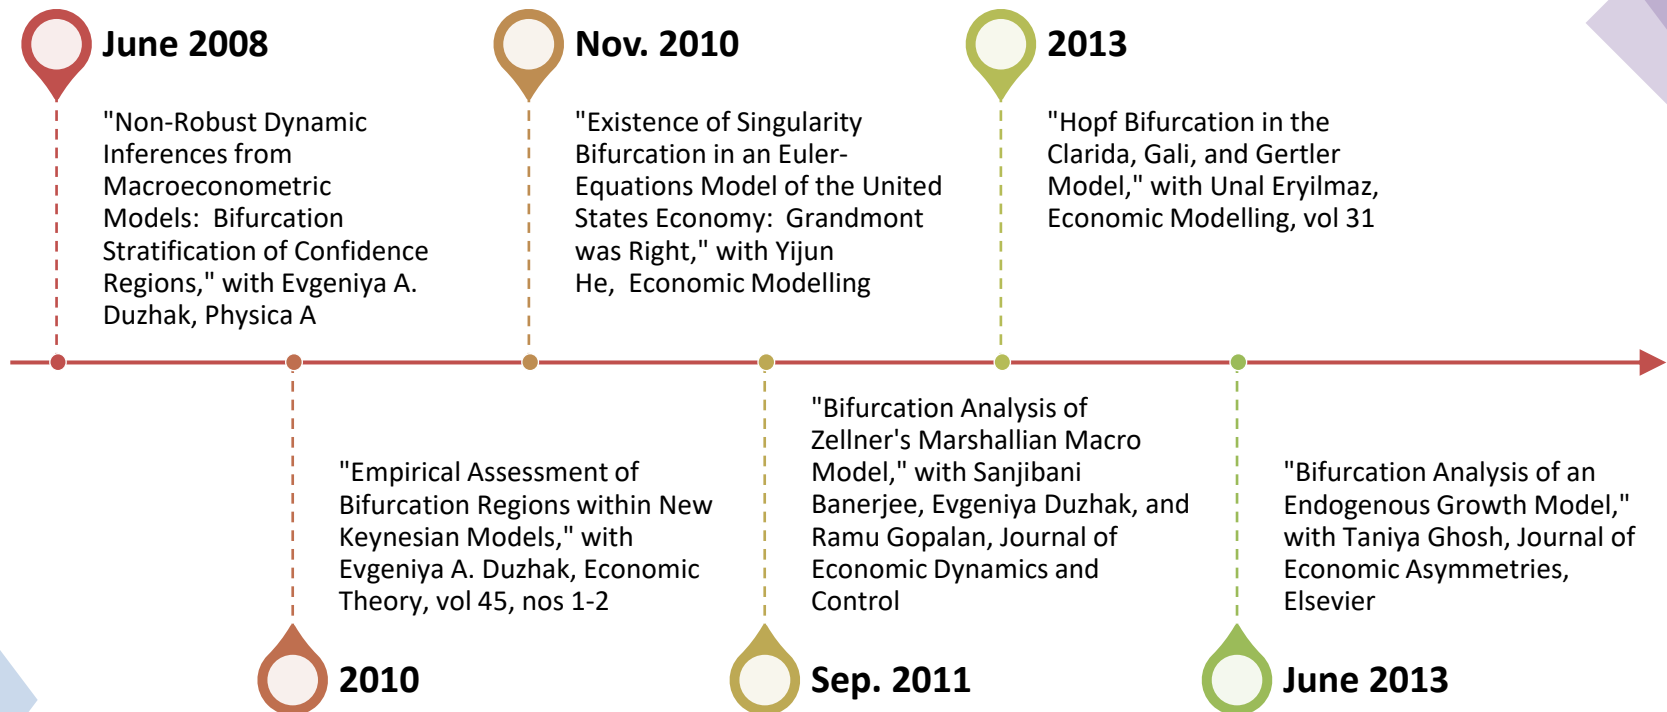 June 2008
"Non-Robust Dynamic
Inferences from
Macroeconometric
Models:  Bifurcation
Stratification of Confidence
Regions," with Evgeniya A.
Duzhak, Physica A
"Empirical Assessment of
Bifurcation Regions within New
Keynesian Models," with
Evgeniya A. Duzhak, Economic
Theory, vol 45, nos 1-2
2010
Nov. 2010
"Existence of Singularity
Bifurcation in an Euler-
Equations Model of the United
States Economy:  Grandmont
was Right," with Yijun
He,  Economic Modelling
"Bifurcation Analysis of
Zellner's Marshallian Macro
Model," with Sanjibani
Banerjee, Evgeniya Duzhak, and
Ramu Gopalan, Journal of
Economic Dynamics and
Control
Sep. 2011
2013
"Hopf Bifurcation in the
Clarida, Gali, and Gertler
Model," with Unal Eryilmaz,
Economic Modelling, vol 31
"Bifurcation Analysis of an
Endogenous Growth Model,"
with Taniya Ghosh, Journal of
Economic Asymmetries,
Elsevier
June 2013